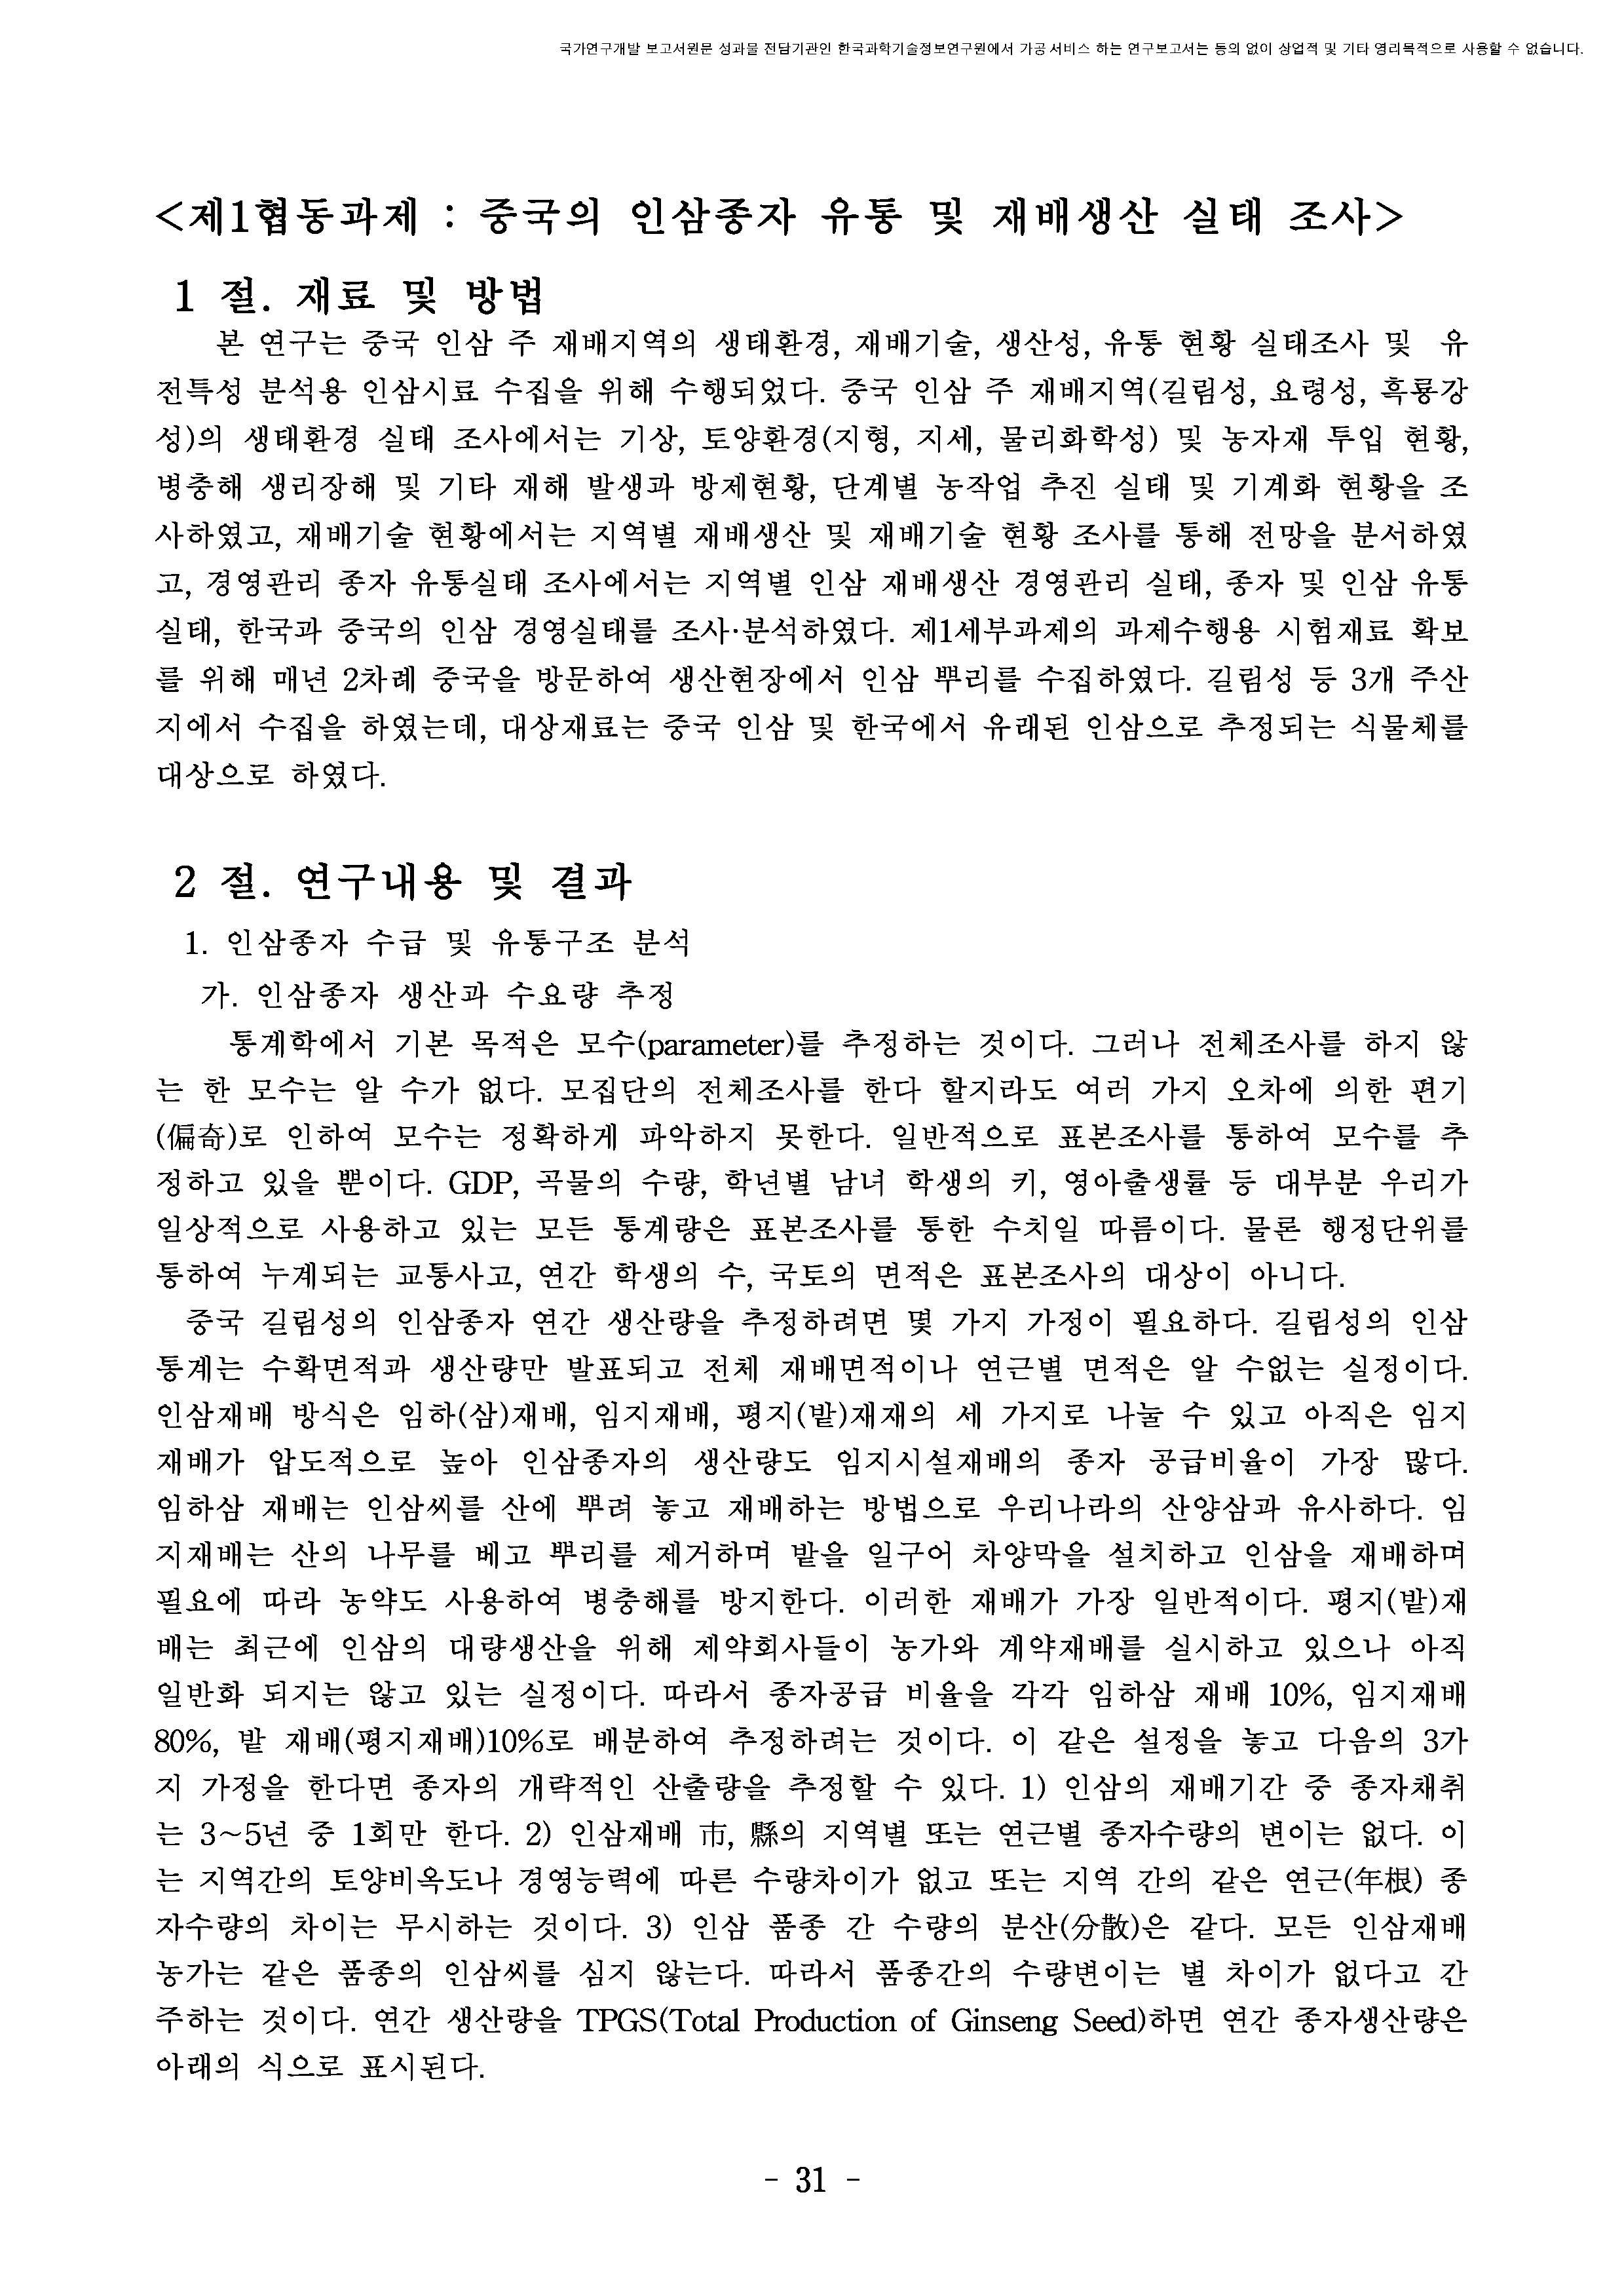 국가연구개발 보고서원문 성과물 전담기관인 한국과학기술정보연구원에서 가공·서비스 하는 연구보고서는 동의 없이 상업적 및 기타 영리목적으로 사용할 수 없습니다.
<제1협동과제 : 중국의 인삼종자 유통 및 재배생산 실태 조사>
1 절. 재료 및 방법
본 연구는 중국 인삼 주 재배지역의 생태환경, 재배기술, 생산성, 유통 현황 실태조사 및 유
전특성 분석용 인삼시료 수집을 위해 수행되었다. 중국 인삼 주 재배지역(길림성, 요령성, 흑룡강
성)의 생태환경 실태 조사에서는 기상, 토양환경(지형, 지세, 물리화학성) 및 농자재 투입 현황,
병충해 생리장해 및 기타 재해 발생과 방제현황, 단계별 농작업 추진 실태 및 기계화 현황을 조
사하였고, 재배기술 현황에서는 지역별 재배생산 및 재배기술 현황 조사를 통해 전망을 분서하였
고, 경영관리 종자 유통실태 조사에서는 지역별 인삼 재배생산 경영관리 실태, 종자 및 인삼 유통
실태, 한국과 중국의 인삼 경영실태를 조사·분석하였다. 제1세부과제의 과제수행용 시험재료 확보
를 위해 매년 2차례 중국을 방문하여 생산현장에서 인삼 뿌리를 수집하였다. 길림성 등 3개 주산
지에서 수집을 하였는데, 대상재료는 중국 인삼 및 한국에서 유래된 인삼으로 추정되는 식물체를
대상으로 하였다.
2 절. 연구내용 및 결과
1. 인삼종자 수급 및 유통구조 분석
가. 인삼종자 생산과 수요량 추정
통계학에서 기본 목적은 모수(parameter)를 추정하는 것이다. 그러나 전체조사를 하지 않
는 한 모수는 알 수가 없다. 모집단의 전체조사를 한다 할지라도 여러 가지 오차에 의한 편기
(偏奇)로 인하여 모수는 정확하게 파악하지 못한다. 일반적으로 표본조사를 통하여 모수를 추
정하고 있을 뿐이다. GDP, 곡물의 수량, 학년별 남녀 학생의 키, 영아출생률 등 대부분 우리가
일상적으로 사용하고 있는 모든 통계량은 표본조사를 통한 수치일 따름이다. 물론 행정단위를
통하여 누계되는 교통사고, 연간 학생의 수, 국토의 면적은 표본조사의 대상이 아니다.
중국 길림성의 인삼종자 연간 생산량을 추정하려면 몇 가지 가정이 필요하다. 길림성의 인삼
통계는 수확면적과 생산량만 발표되고 전체 재배면적이나 연근별 면적은 알 수없는 실정이다.
인삼재배 방식은 임하(삼)재배, 임지재배, 평지(밭)재재의 세 가지로 나눌 수 있고 아직은 임지
재배가 압도적으로 높아 인삼종자의 생산량도 임지시설재배의 종자 공급비율이 가장 많다.
임하삼 재배는 인삼씨를 산에 뿌려 놓고 재배하는 방법으로 우리나라의 산양삼과 유사하다. 임
지재배는 산의 나무를 베고 뿌리를 제거하며 밭을 일구어 차양막을 설치하고 인삼을 재배하며
필요에 따라 농약도 사용하여 병충해를 방지한다. 이러한 재배가 가장 일반적이다. 평지(밭)재
배는 최근에 인삼의 대량생산을 위해 제약회사들이 농가와 계약재배를 실시하고 있으나 아직
일반화 되지는 않고 있는 실정이다. 따라서 종자공급 비율을 각각 임하삼 재배 10%, 임지재배
80%, 밭 재배(평지재배)10%로 배분하여 추정하려는 것이다. 이 같은 설정을 놓고 다음의 3가
지 가정을 한다면 종자의 개략적인 산출량을 추정할 수 있다. 1) 인삼의 재배기간 중 종자채취
는 3~5년 중 1회만 한다. 2) 인삼재배 市, 縣의 지역별 또는 연근별 종자수량의 변이는 없다. 이
는 지역간의 토양비옥도나 경영능력에 따른 수량차이가 없고 또는 지역 간의 같은 연근(年根) 종
자수량의 차이는 무시하는 것이다. 3) 인삼 품종 간 수량의 분산(分散)은 같다. 모든 인삼재배
농가는 같은 품종의 인삼씨를 심지 않는다. 따라서 품종간의 수량변이는 별 차이가 없다고 간
주하는 것이다. 연간 생산량을 TPGS(Total Production of Ginseng Seed)하면 연간 종자생산량은
아래의 식으로 표시된다.
- 31 -